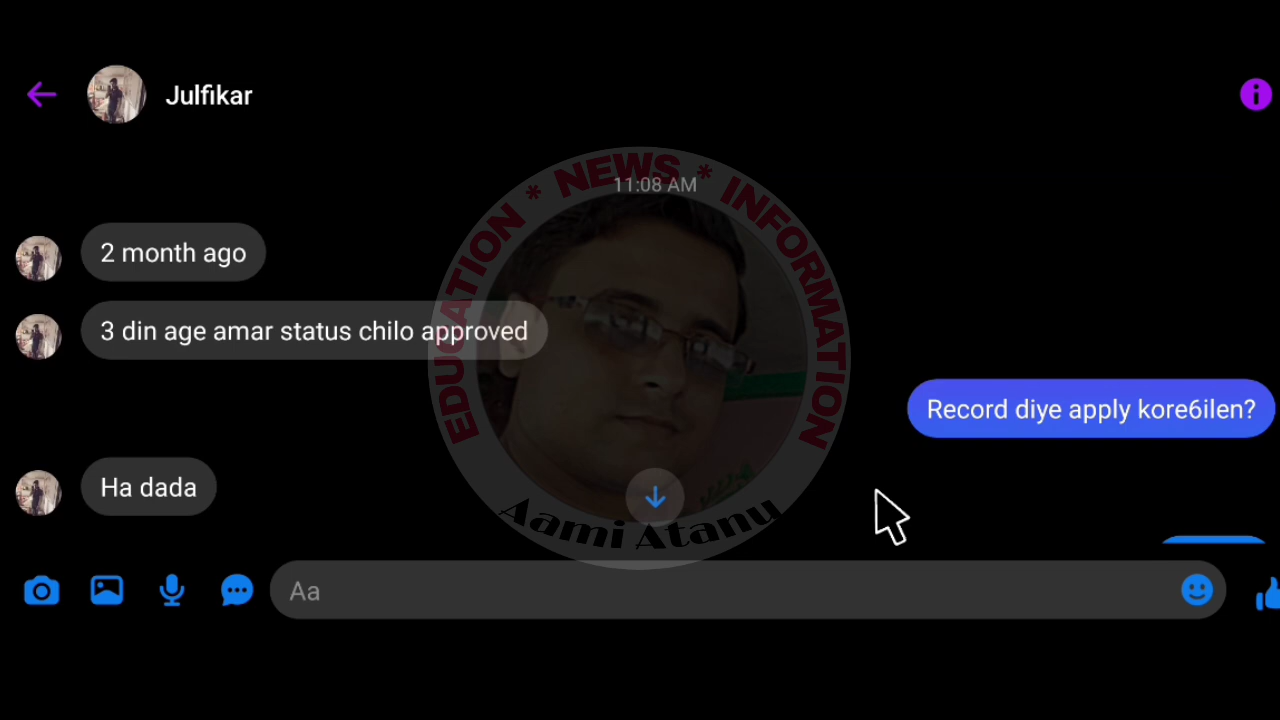 Julfikar
EDUCATION * NEWS * INFORMATION
11:08 AM
2 month ago
3 din age amar status chilo approved
Record diye apply kore6ilen?
Ha dada
Aami Atanu
Aa